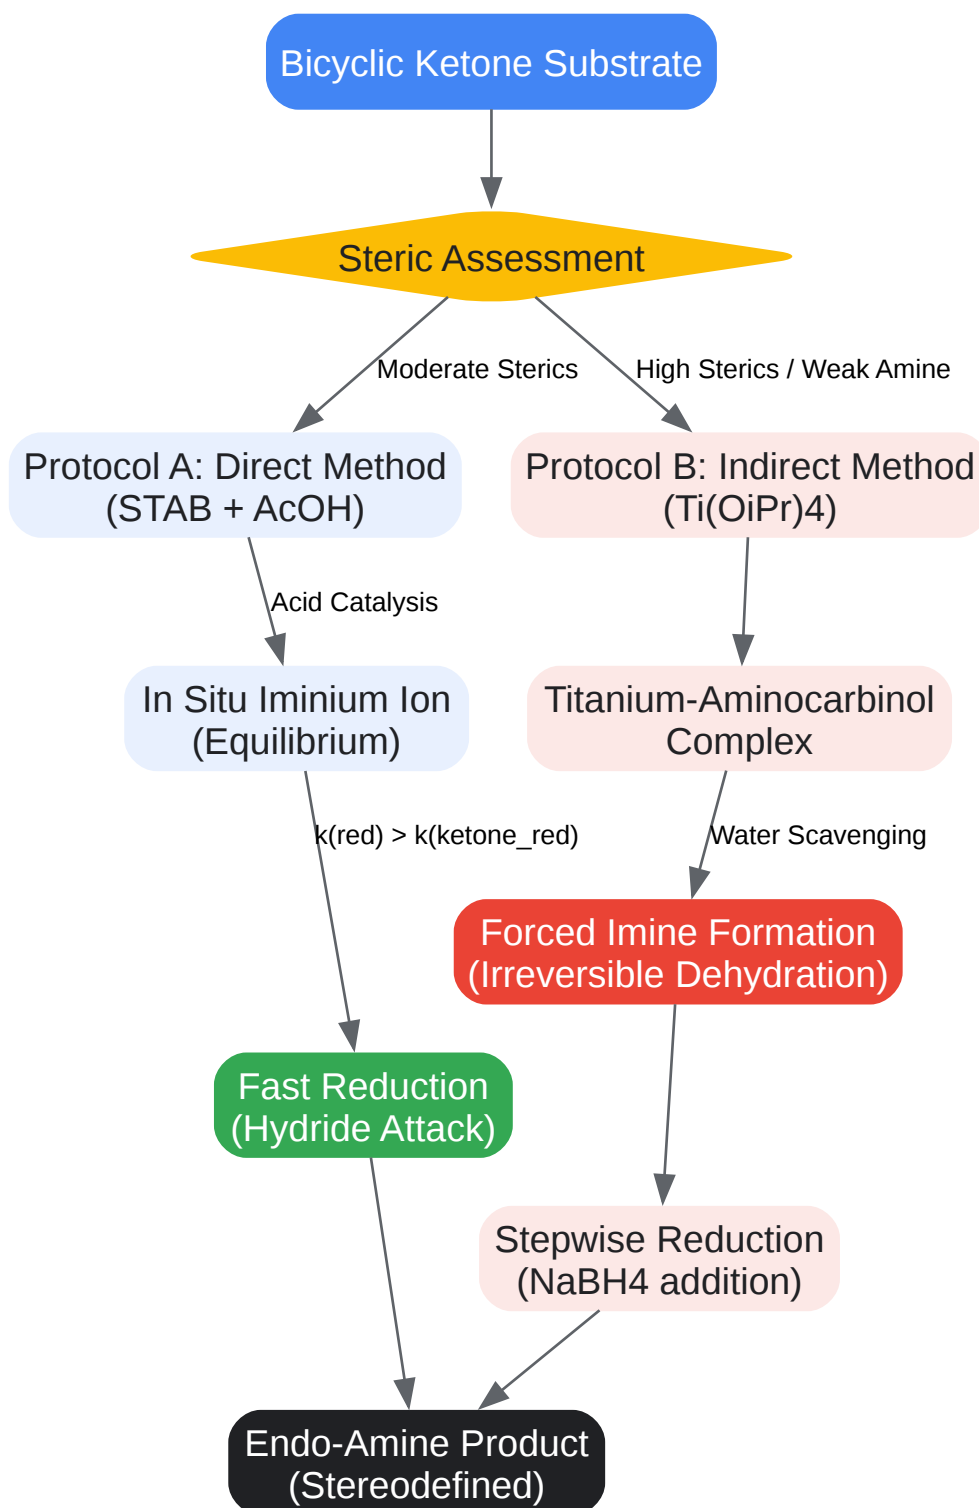 Bicyclic Ketone Substrate
Steric Assessment
Moderate Sterics
High Sterics / Weak Amine
Protocol A: Direct Method
(STAB + AcOH)
Protocol B: Indirect Method
(Ti(OiPr)4)
Acid Catalysis
In Situ Iminium Ion
(Equilibrium)
Titanium-Aminocarbinol
Complex
k(red) > k(ketone_red)
Water Scavenging
Forced Imine Formation
(Irreversible Dehydration)
Fast Reduction
(Hydride Attack)
Stepwise Reduction
(NaBH4 addition)
Endo-Amine Product
(Stereodefined)